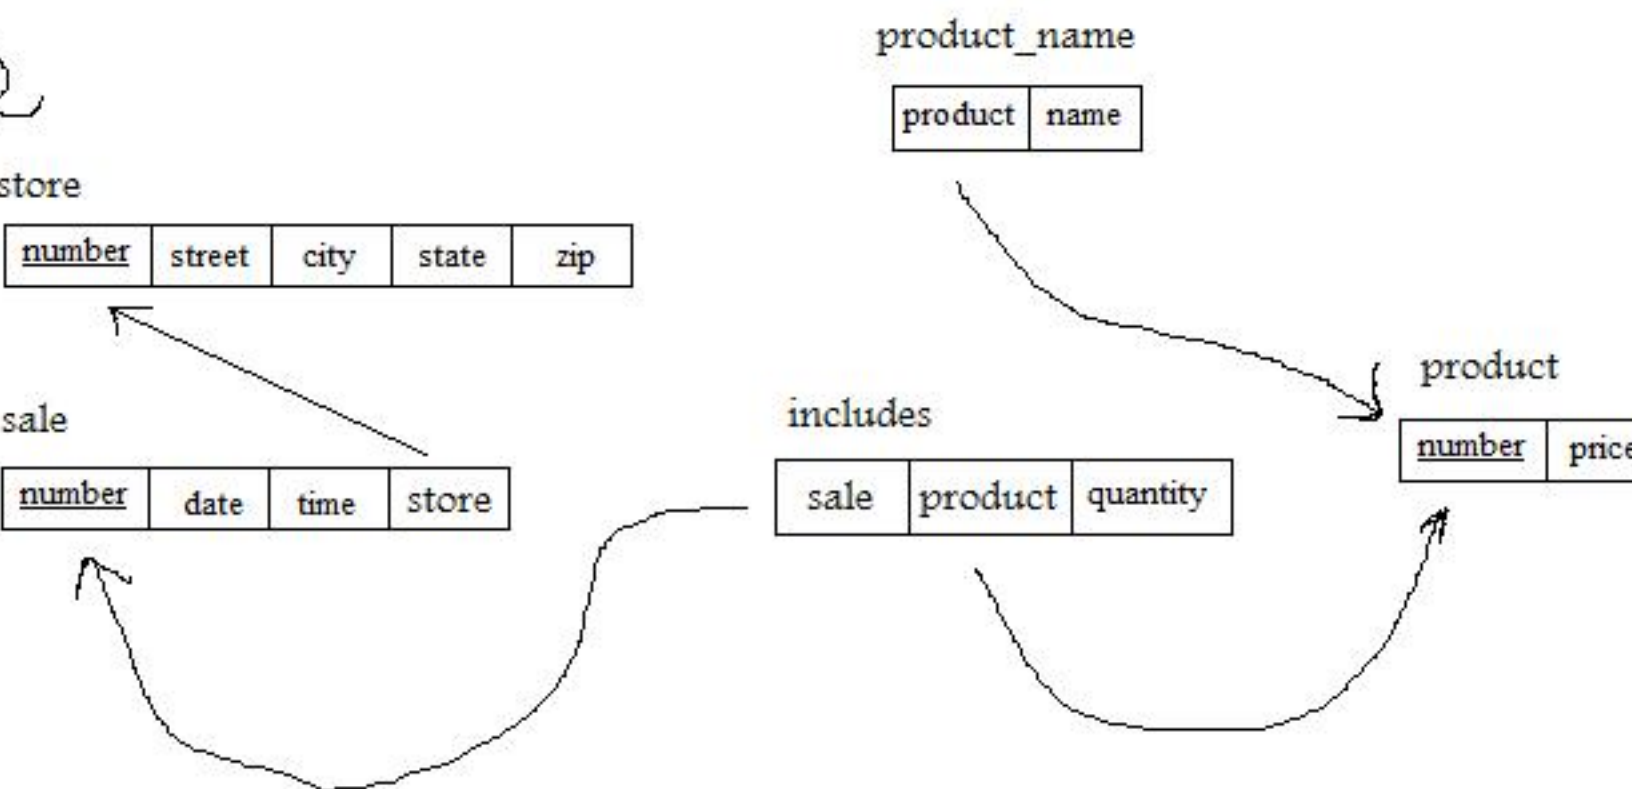 product_name
product name
store
number street city state zip
product
sale
includes
number price
number date time store
sale product quantity